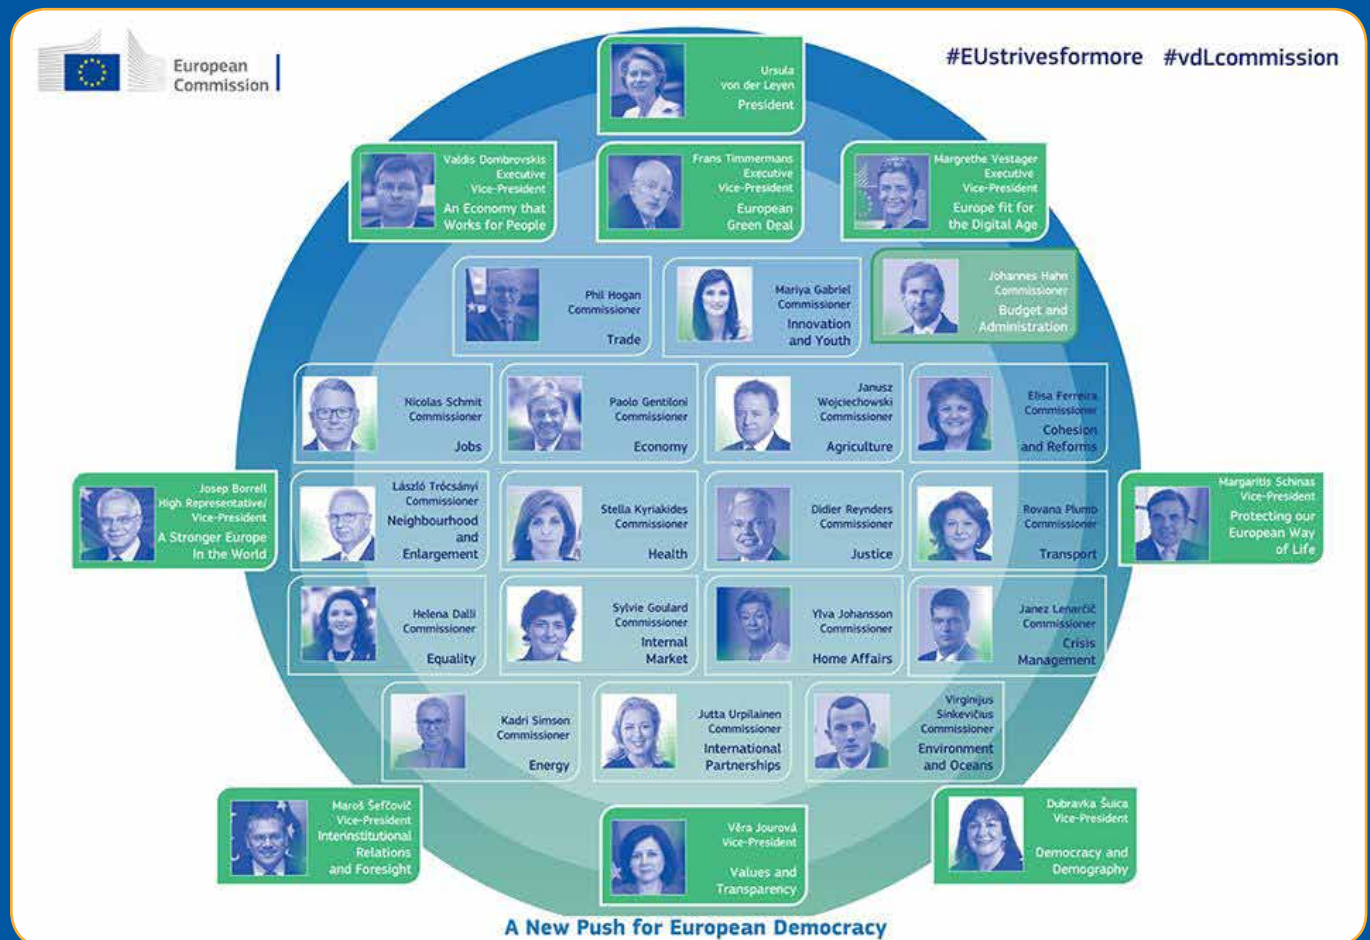 European
Commission
#EUstrivesformore #vdLcommission
Ursula
von der Leyen
President
Valdis Dombrovskis
Executive
Vice-President
An Economy that
Works for People
Frans Timmermans
Executive
Vice-President
European
Green Deal
Margrethe Vestager
Executive
Vice-President
Europe fit for
the Digital Age
Phil Hogan
Commissioner
Trade
Mariya Gabriel
Commissioner
Innovation
and Youth
Johannes Hahn
Commissioner
Budget and
Administration
Nicolas Schmit
Commissioner
Jobs
Paolo Gentiloni
Commissioner
Economy
Janusz
Wojciechowski
Commissioner
Agriculture
Elisa Ferreira
Commissioner
Cohesion
and Reforms
Josep Borrell
High Representative/
Vice-President
A Stronger Europe
In the World
László Trócsányi
Commissioner
Neighbourhood
and
Enlargement
Stella Kyriakides
Commissioner
Health
Didier Reynders
Commissioner
Justice
Rovana Plumb
Commissioner
Transport
Margaritis Schinas
Vice-President
Protecting our
European Way
of Life
Helena Dalli
Commissioner
Equality
Sylvie Goulard
Commissioner
Internal
Market
Ylva Johansson
Commissioner
Home Affairs
Janez Lenarčič
Commissioner
Crisis
Management
Kadri Simson
Commissioner
Energy
Jutta Urpilainen
Commissioner
International
Partnerships
Virginijus
Sinkevičius
Commissioner
Environment
and Oceans
Maroš Šefčovič
Vice-President
Interinstitutional
Relations
and Foresight
Věra Jourová
Vice-President
Values and
Transparency
Dubravka Šuica
Vice-President
Democracy and
Demography
A New Push for European Democracy